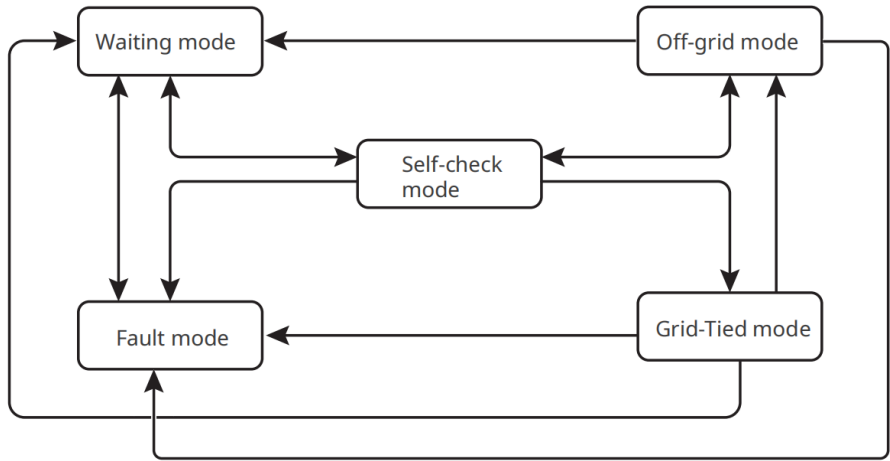 Waiting mode
Off-grid mode
Self-check
mode
Fault mode
Grid-Tied mode